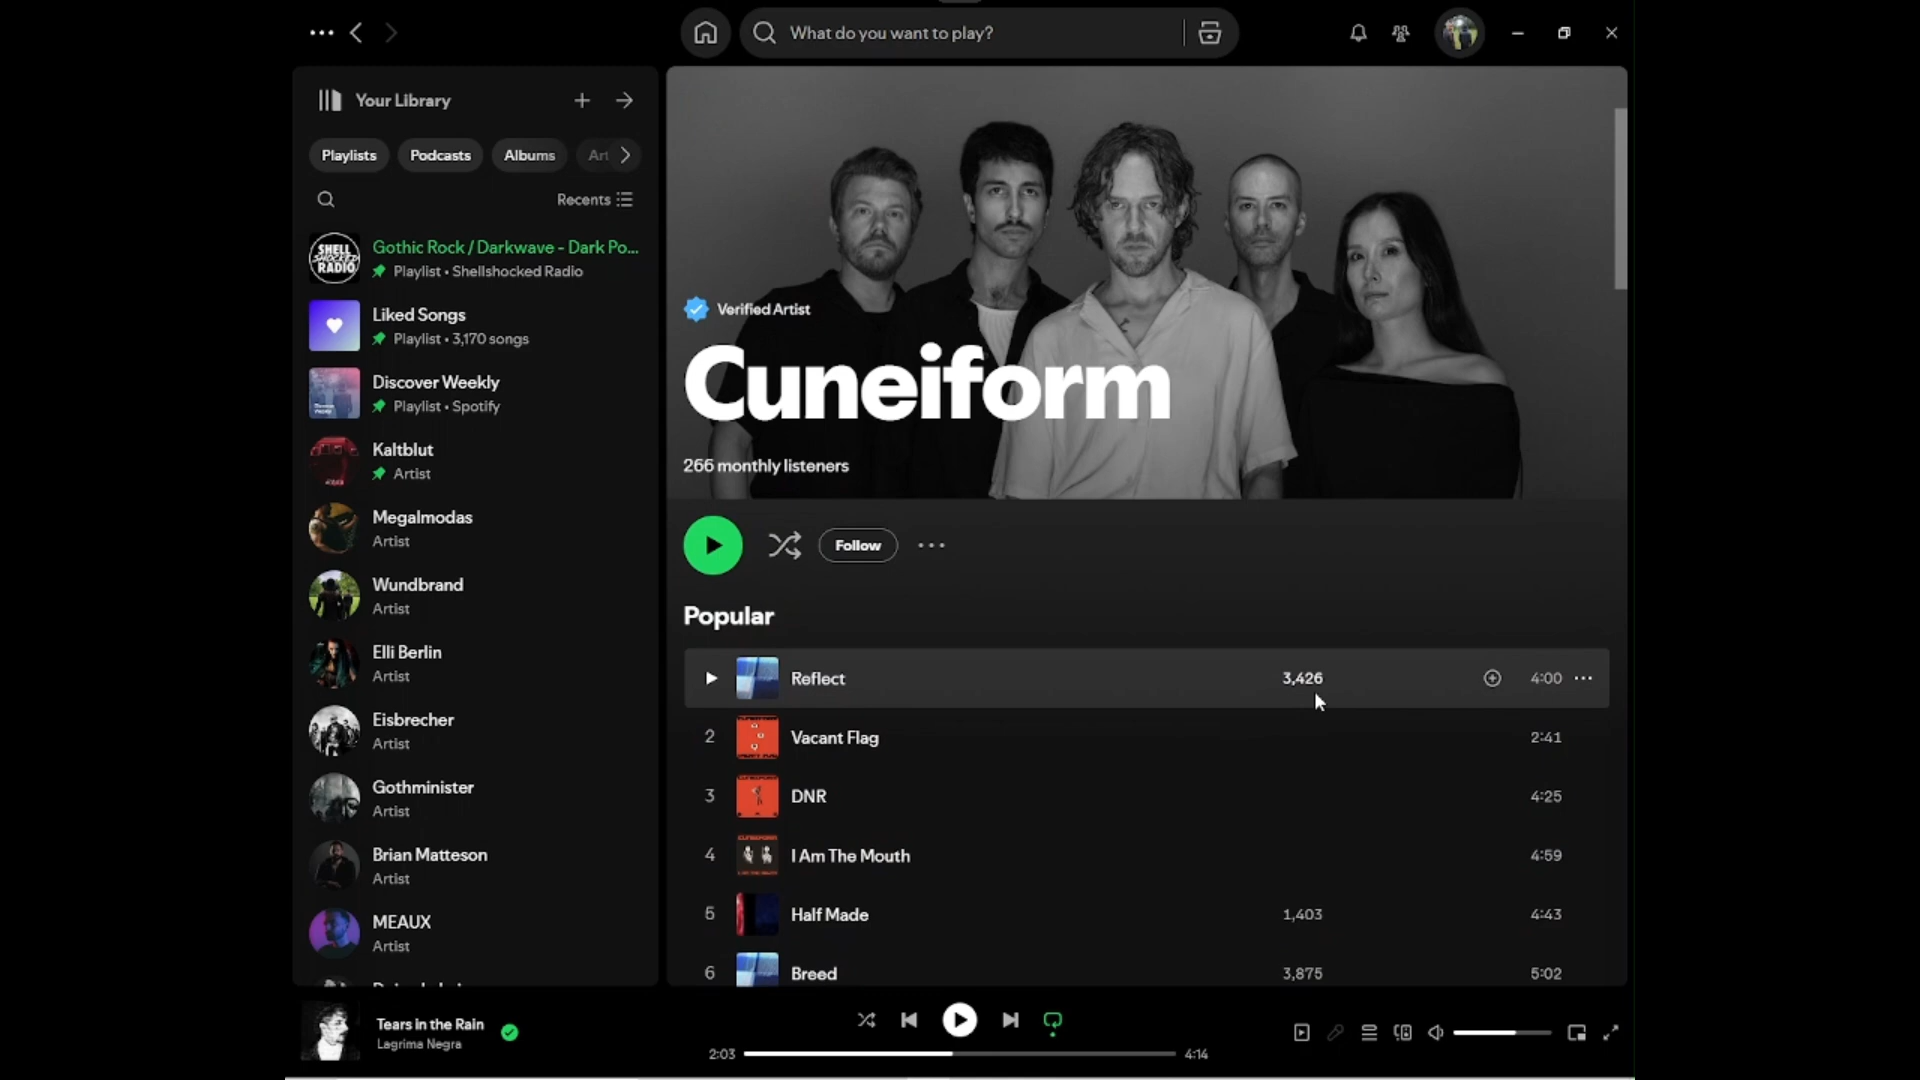 What do you want to play?
Your Library
Playlists
Podcasts
Albums
Art
Recents
SHELL SHOCKED RADIO
Gothic Rock / Darkwave - Dark Po...
Playlist • Shellshocked Radio
Liked Songs
Playlist • 3,170 songs
Discover Weekly
Playlist • Spotify
Kaltblut
Artist
Megalmodas
Artist
Wundbrand
Artist
Elli Berlin
Artist
Eisbrecher
Artist
Gothminister
Artist
Brian Matteson
Artist
MEAUX
Artist
Verified Artist
Cuneiform
266 monthly listeners
Follow
Popular
Reflect 3,426 4:00
2 Vacant Flag 2:41
3 DNR 4:25
4 I Am The Mouth 4:59
5 Half Made 1,403 4:43
6 Breed 3,875 5:02
Tears in the Rain
Lagrima Negra
2:03 4:14